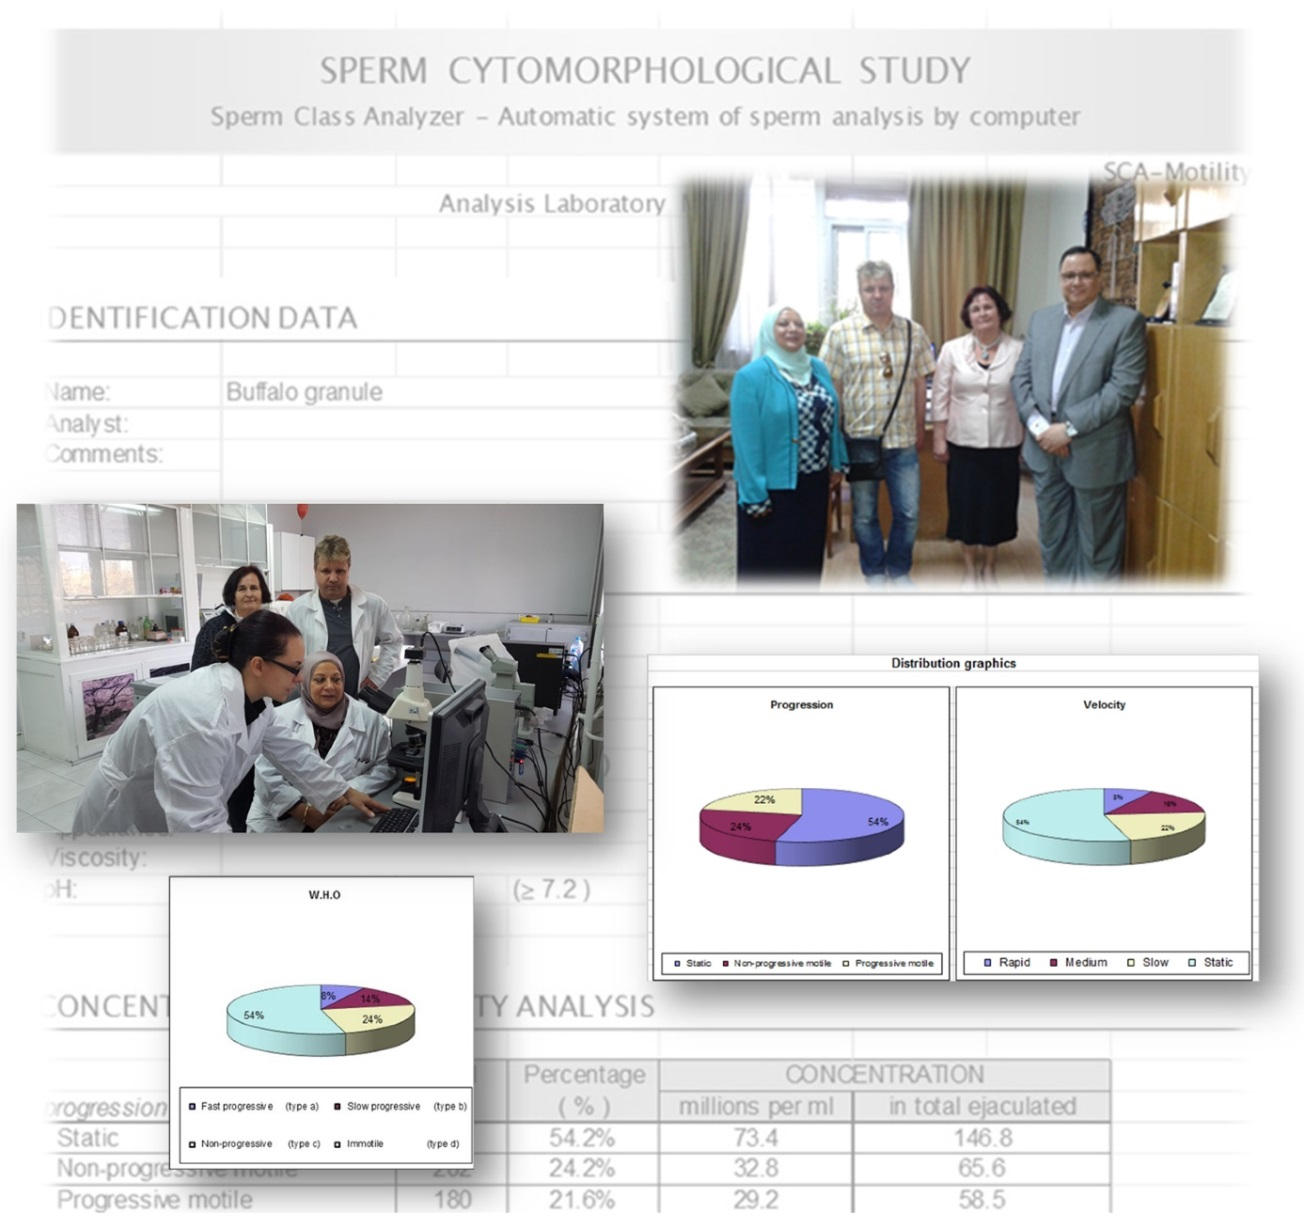 SPERM CYTOMORPHOLOGICAL STUDY
Sperm Class Analyzer – Automatic system of sperm analysis by computer
SCA-Motility
Analysis Laboratory
DENTIFICATION DATA
Name: Buffalo granule
Analyst:
Comments:
Viscosity:
pH: (≥ 7.2 )
Distribution graphics
Progression
22%
24%
54%
Static Non-progressive motile Progressive motile
Velocity
8%
16%
22%
54%
Rapid Medium Slow Static
W.H.O
8%
14%
24%
54%
Fast progressive (type a) Slow progressive (type b)
Non-progressive (type c) Immotile (type d)
CONCENT TY ANALYSIS
Percentage CONCENTRATION
rogression ( % ) millions per ml in total ejaculated
Static 54.2% 73.4 146.8
Non-progressive motile 202 24.2% 32.8 65.6
Progressive motile 180 21.6% 29.2 58.5